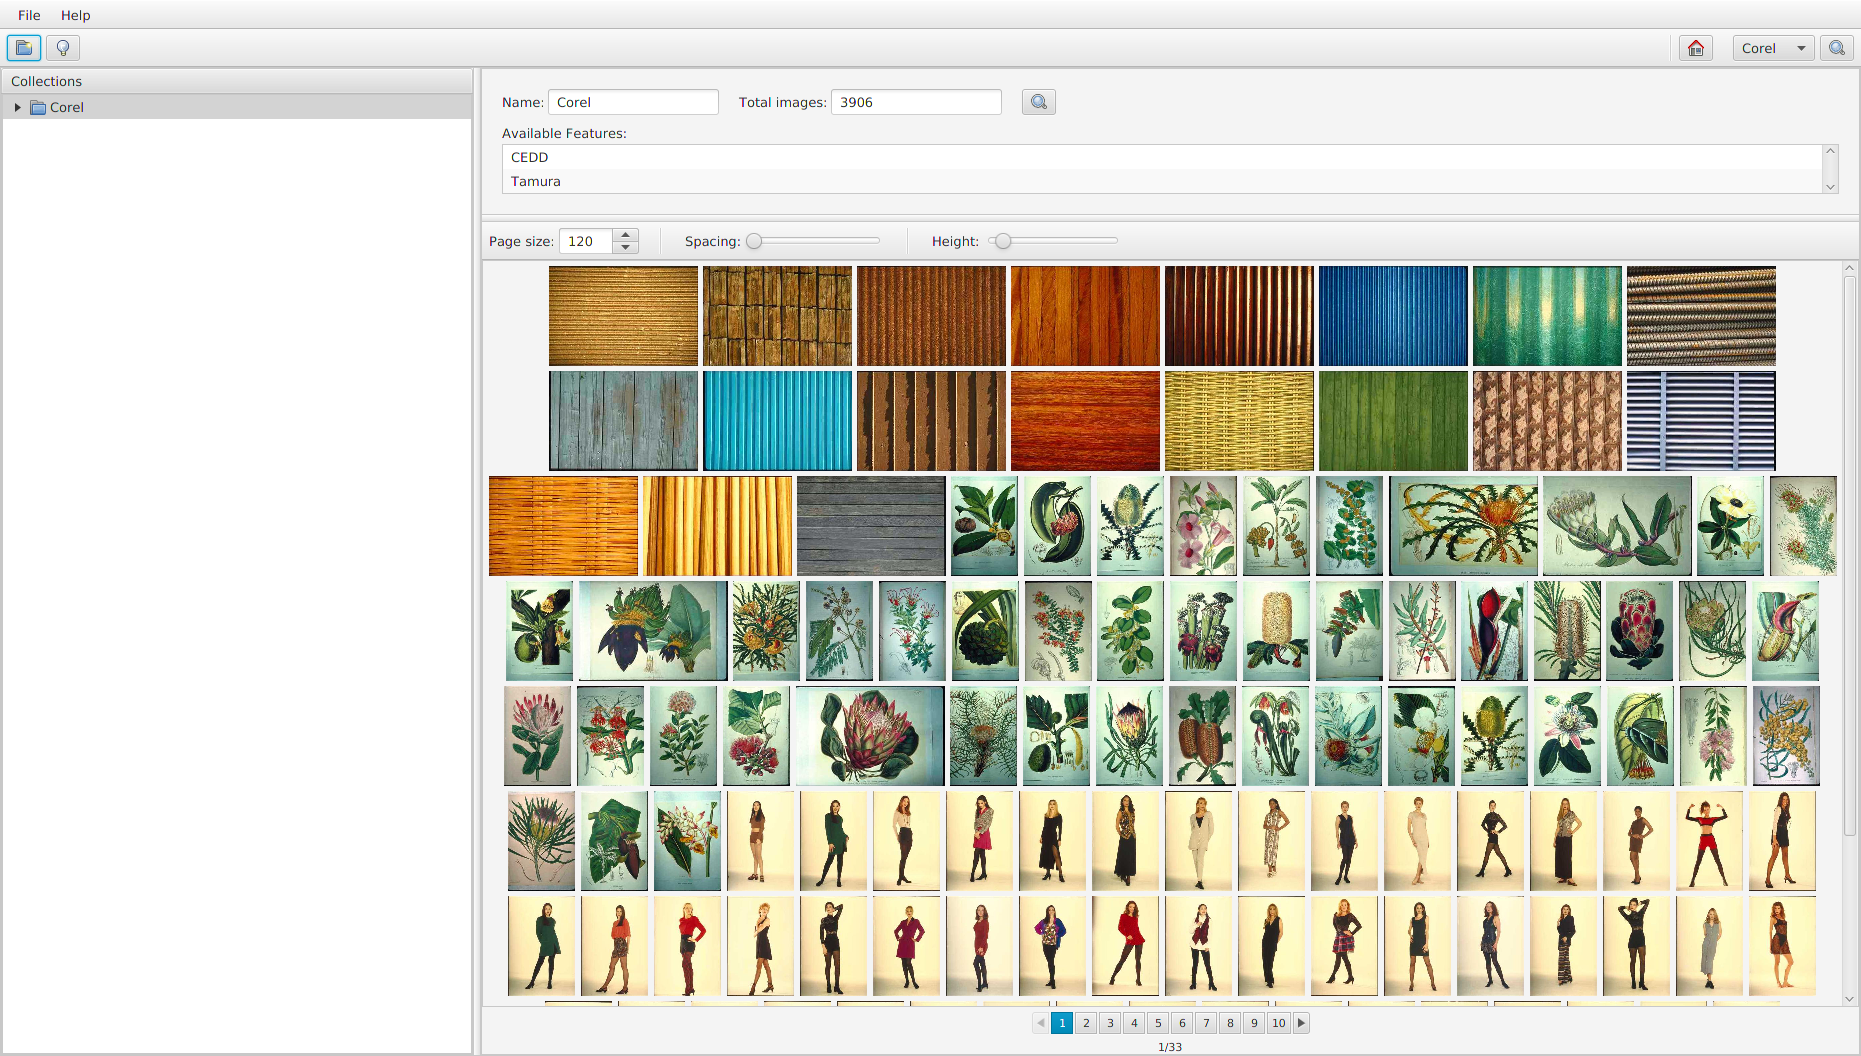 File Help
Corel
Collections
Corel
Name: Corel Total images: 3906
Available Features:
CEDD
Tamura
Page size: 120 Spacing: Height:
1 2 3 4 5 6 7 8 9 10
1/33